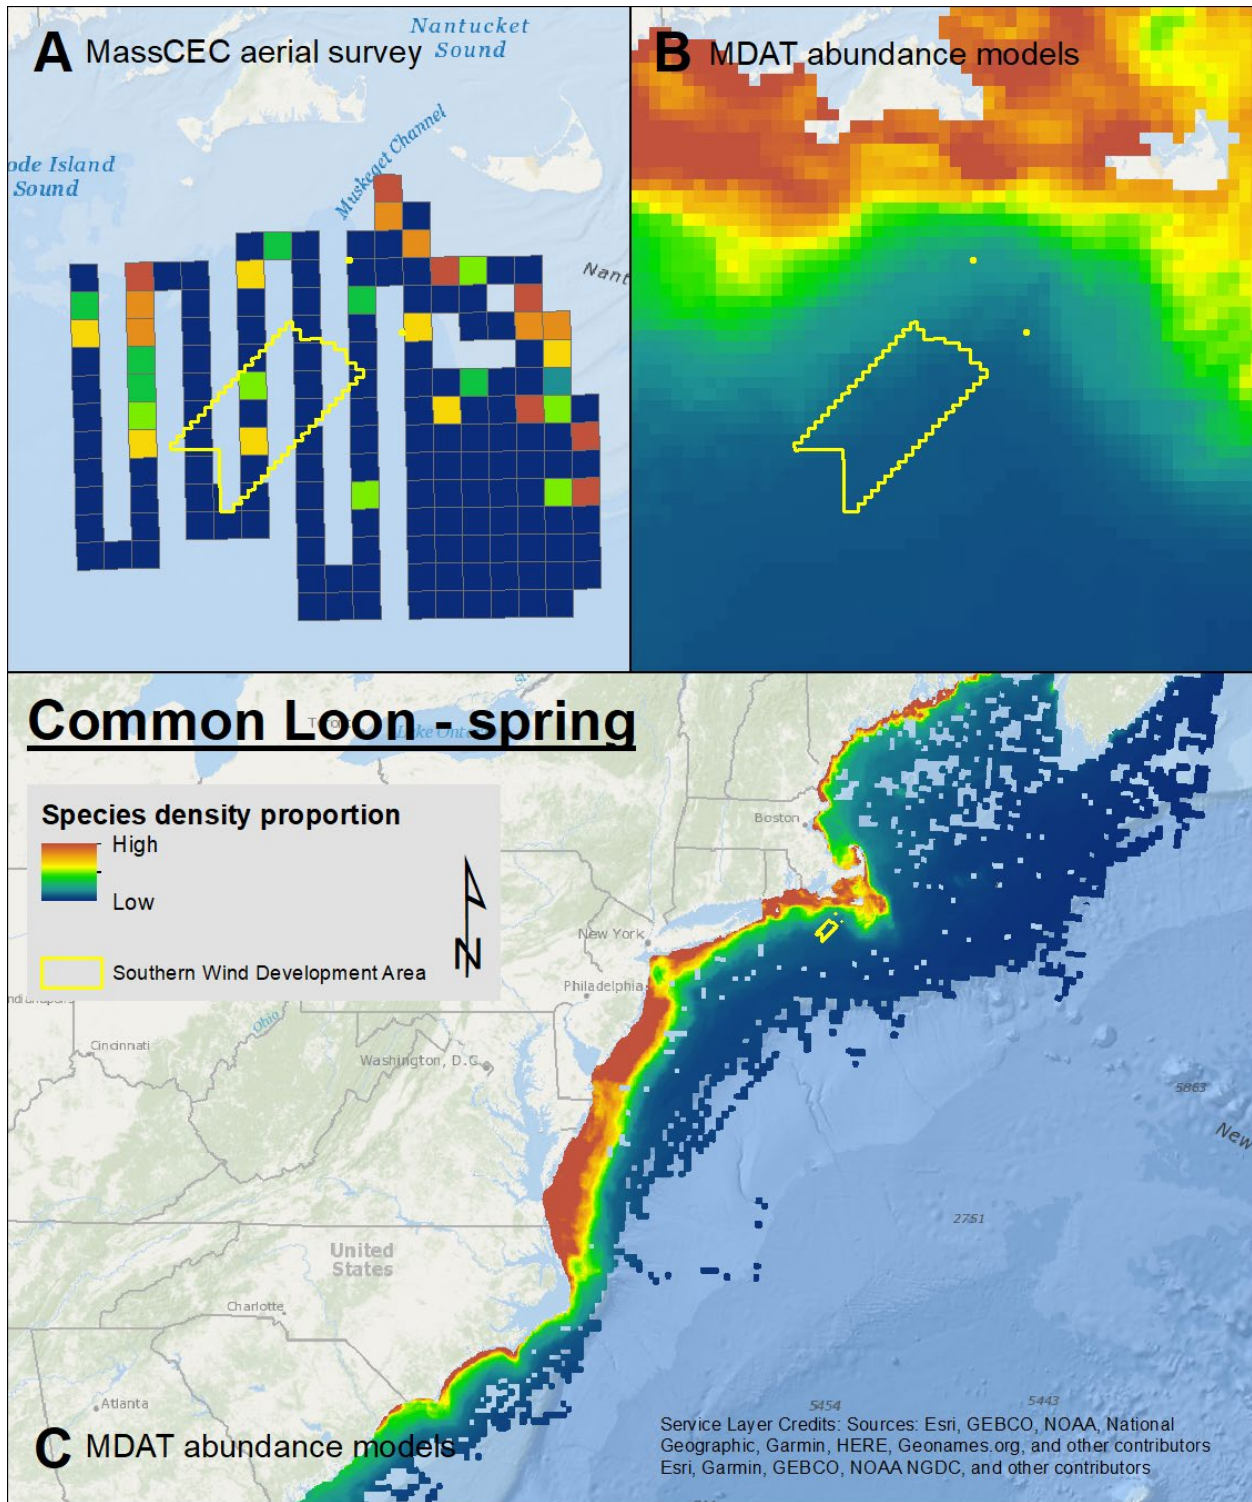 A MassCEC aerial survey
Nantucket
Sound
Muskeget Channel
ode Island
Sound
Nant
B MDAT abundance models
Common Loon - spring
Lake Ontario
Species density proportion
High
Low
N
Southern Wind Development Area
Boston
New York
Philadelphia
Ohio
Cincinnati
Washington, D.C.
5863
New
2751
United
States
Charlotte
Atlanta
5454
5443
C MDAT abundance models
Service Layer Credits: Sources: Esri, GEBCO, NOAA, National
Geographic, Garmin, HERE, Geonames.org, and other contributors
Esri, Garmin, GEBCO, NOAA NGDC, and other contributors